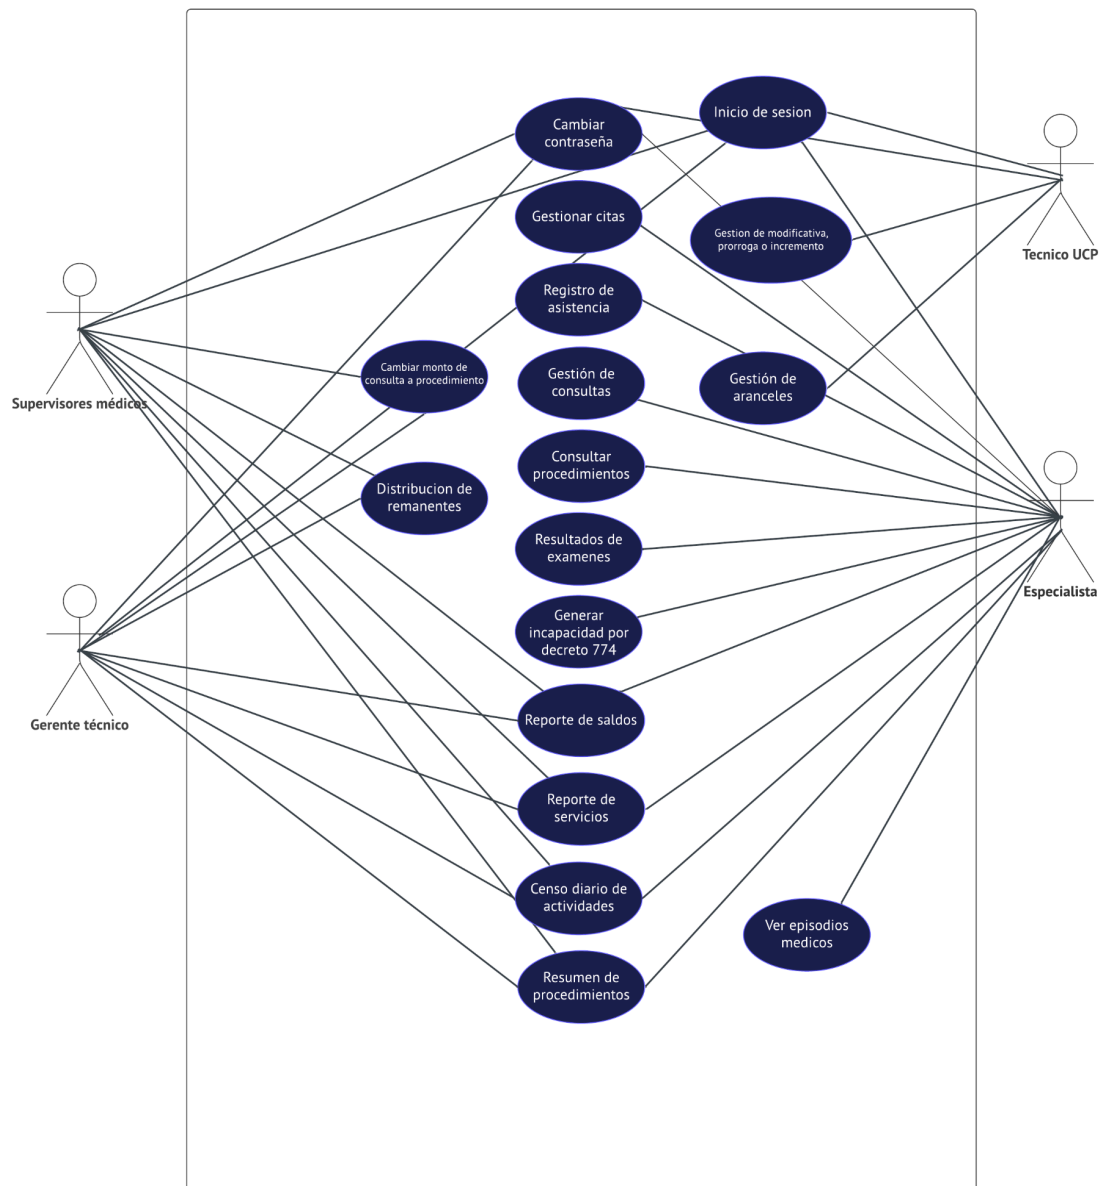 Cambiar
contraseña
Inicio de sesion
Gestionar citas
Gestion de modificativa,
prorroga o incremento
Tecnico UCP
Registro de
asistencia
Supervisores médicos
Cambiar monto de
consulta a procedimiento
Gestión de
consultas
Gestión de
aranceles
Consultar
procedimientos
Distribucion de
remanentes
Resultados de
examenes
Especialista
Generar
incapacidad por
decreto 774
Gerente técnico
Reporte de saldos
Reporte de
servicios
Censo diario de
actividades
Ver episodios
medicos
Resumen de
procedimientos